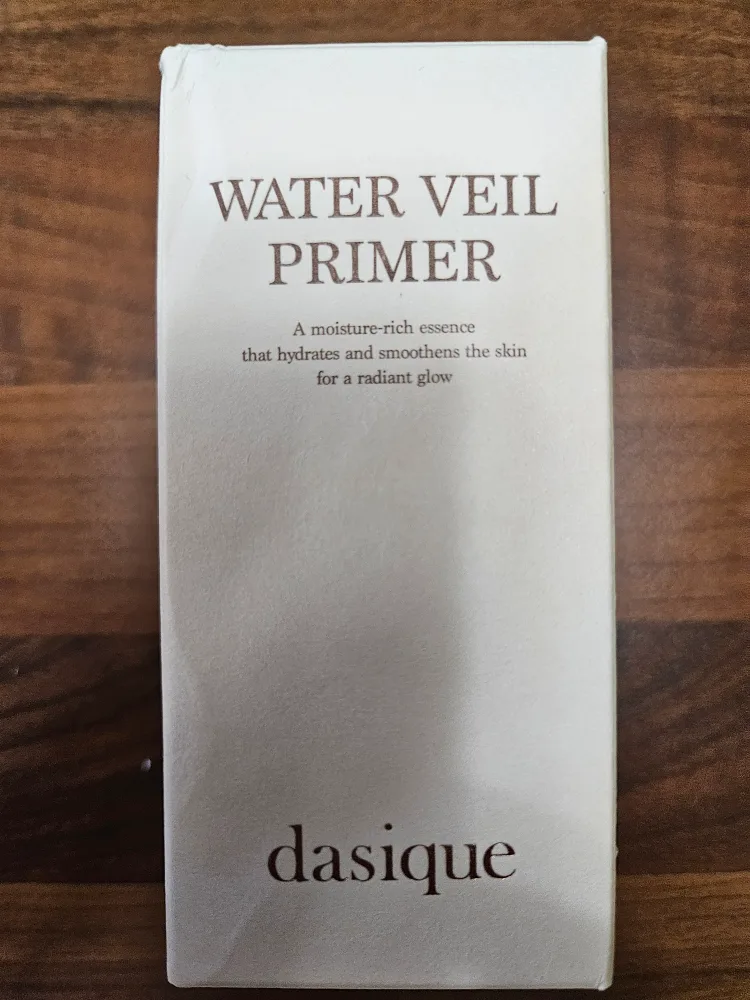 WATER VEIL
PRIMER
A moisture-rich essence
that hydrates and smoothens the skin
for a radiant glow
dasique